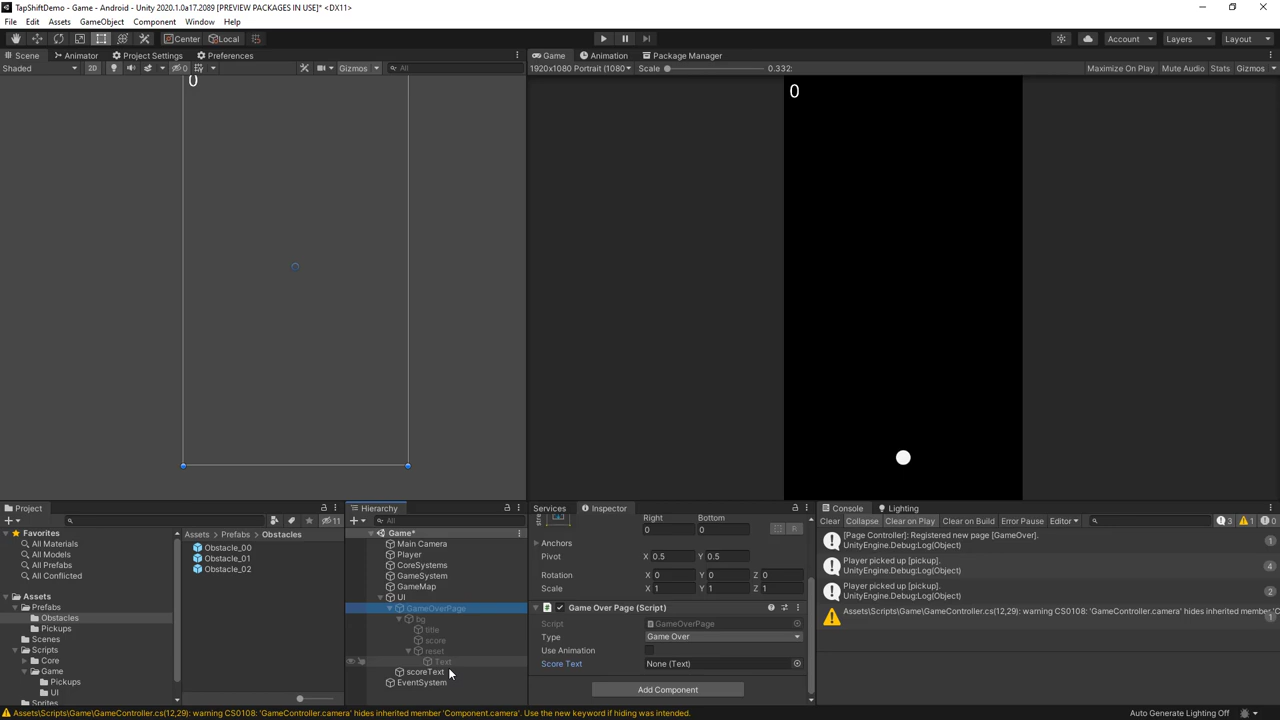 TapShiftDemo - Game - Android - Unity 2020.1.0a17.2089 [PREVIEW PACKAGES IN USE]* <DX11>
File Edit Assets GameObject Component Window Help
Center Local Account Layers Layout
Scene Animator Project Settings Preferences Game Animation Package Manager
Shaded 2D 0 Gizmos All 1920x1080 Portrait (1080 Scale 0.332: Maximize On Play Mute Audio Stats Gizmos
0
0
Project Hierarchy Services Inspector Console Lighting
11 All Right Bottom Clear Collapse Clear on Play Clear on Build Error Pause Editor 3 1 0
Favorites
All Materials
All Models
All Prefabs
All Conflicted
Assets
Prefabs
Obstacles
Pickups
Scenes
Scripts
Core
Game
Pickups
UI
Sprites
Assets Prefabs Obstacles
Obstacle_00
Obstacle_01
Obstacle_02
Game*
Main Camera
Player
CoreSystems
GameSystem
GameMap
UI
GameOverPage
bg
title
score
reset
Text
scoreText
EventSystem
0 0
Anchors
Pivot X 0.5 Y 0.5
Rotation X 0 Y 0 Z 0
Scale X 1 Y 1 Z 1
Game Over Page (Script)
Script GameOverPage
Type Game Over
Use Animation
Score Text None (Text)
Add Component
[Page Controller]: Registered new page [GameOver].
UnityEngine.Debug:Log(Object)
1
Player picked up [pickup].
UnityEngine.Debug:Log(Object)
4
Player picked up [pickup].
UnityEngine.Debug:Log(Object)
2
Assets\Scripts\Game\GameController.cs(12,29): warning CS0108: 'GameController.camera' hides inherited member 'C
1
Assets\Scripts\Game\GameController.cs(12,29): warning CS0108: 'GameController.camera' hides inherited member 'Component.camera'. Use the new keyword if hiding was intended.
Auto Generate Lighting Off